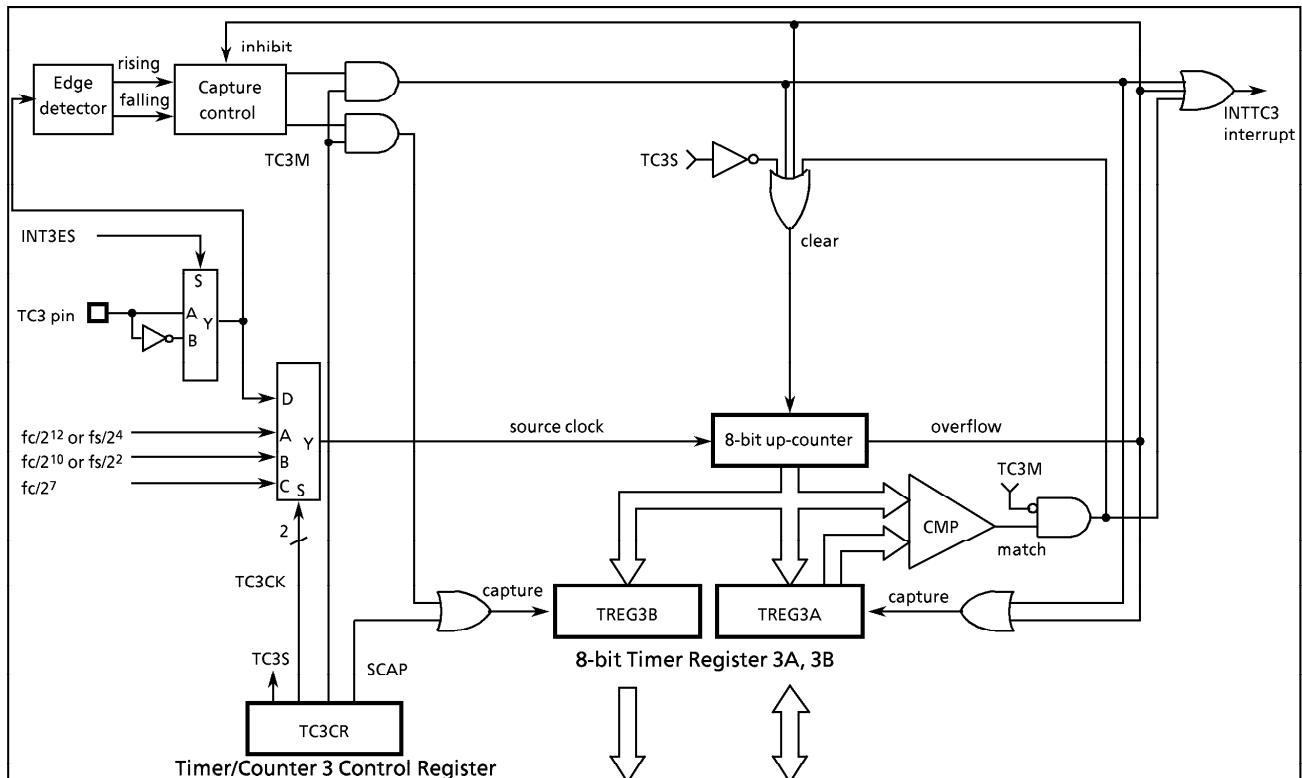 inhibit
Edge
detector
rising
falling
Capture
control
INTTC3
interrupt
TC3M
TC3S
clear
INT3ES
S
TC3 pin
A
Y
B
D
fc/2¹² or fs/2⁴
A
Y
source clock
8-bit up-counter
overflow
fc/2¹⁰ or fs/2²
B
fc/2⁷
C
S
TC3M
2
CMP
match
TC3CK
capture
TREG3B
TREG3A
capture
8-bit Timer Register 3A, 3B
TC3S
SCAP
TC3CR
Timer/Counter 3 Control Register